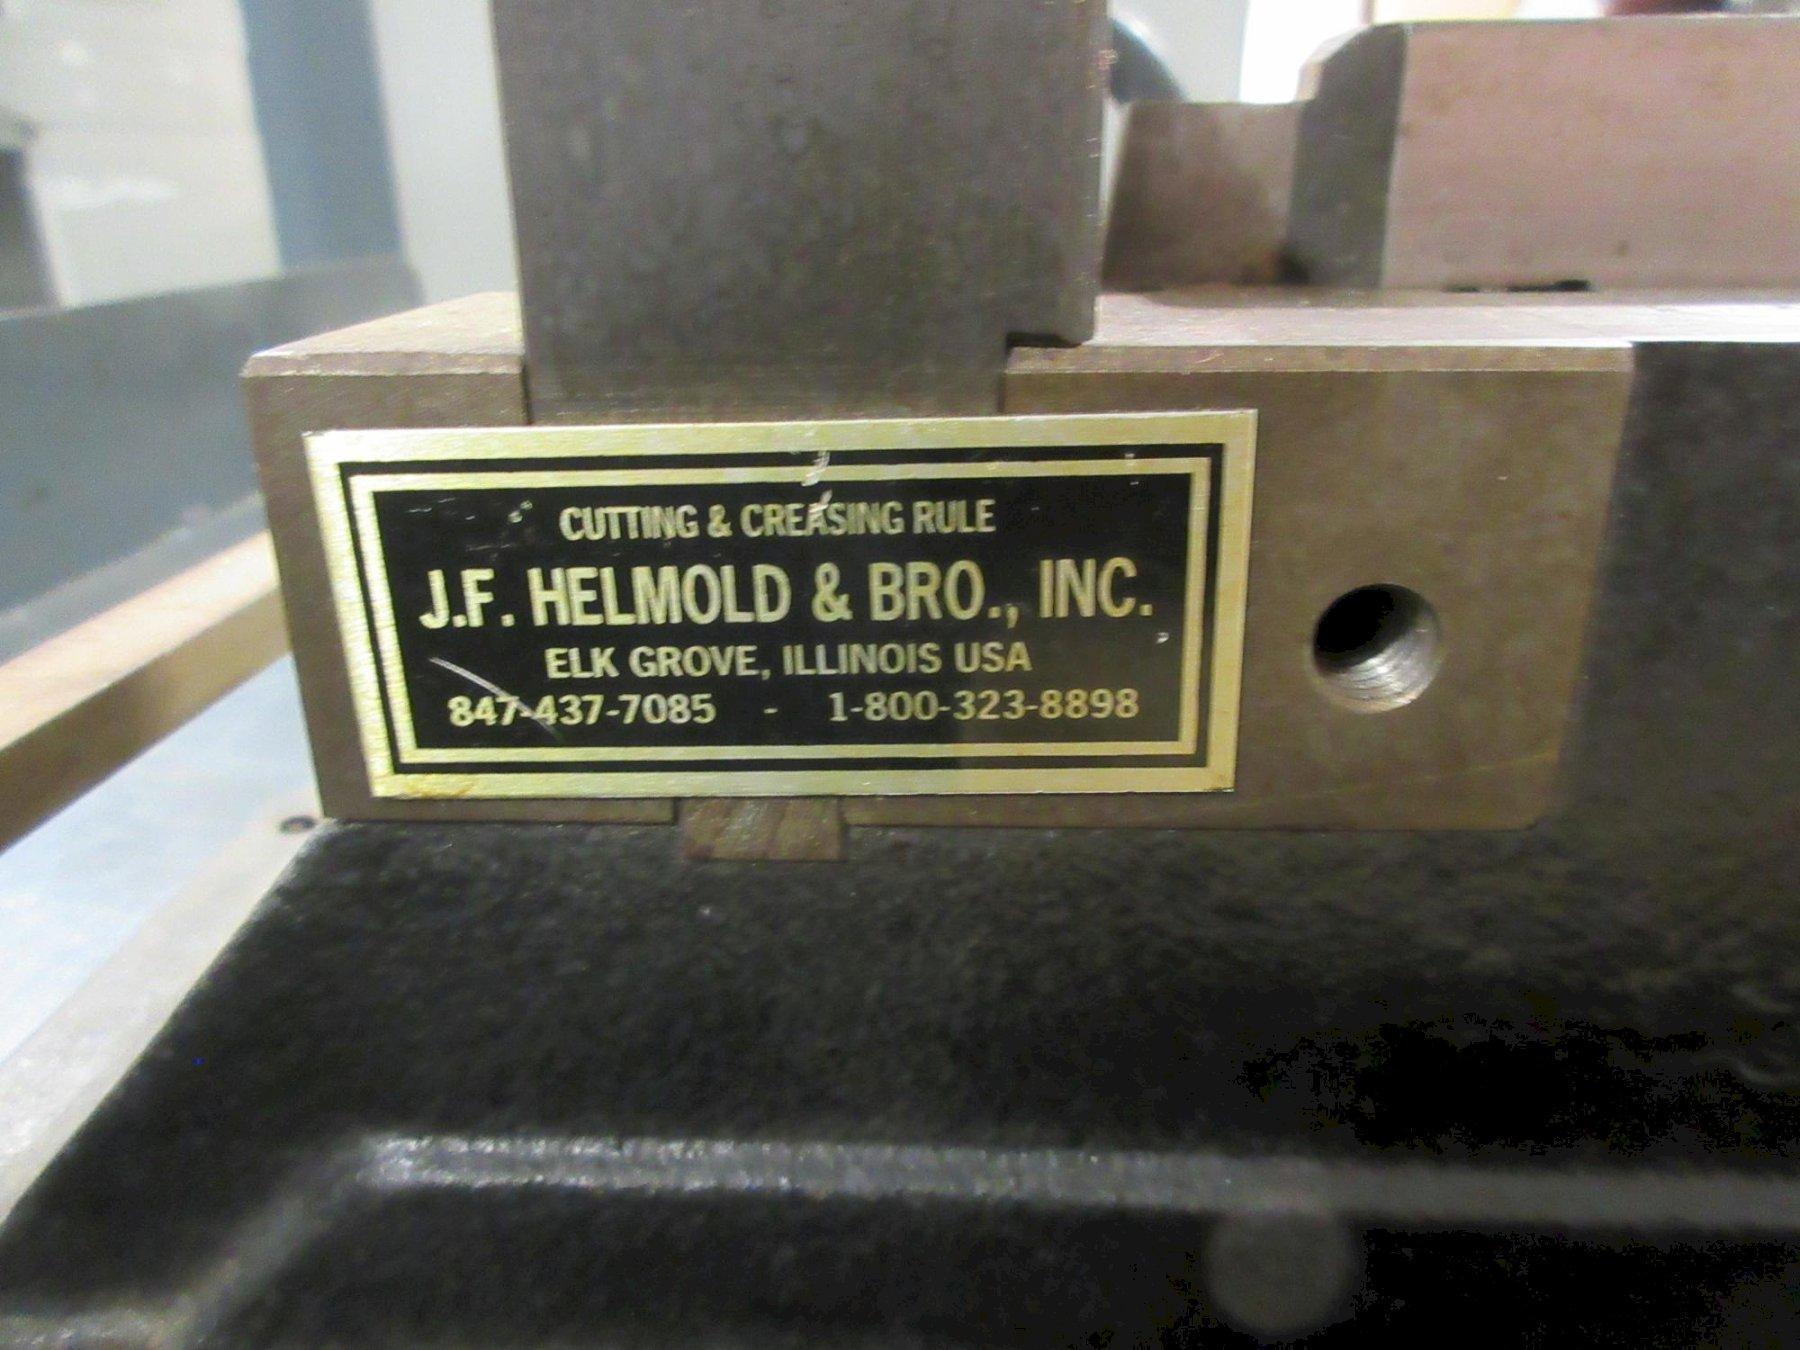 CUTTING & CREASING RULE
J.F. HELMOLD & BRO., INC.
ELK GROVE, ILLINOIS USA
847-437-7085 - 1-800-323-8898